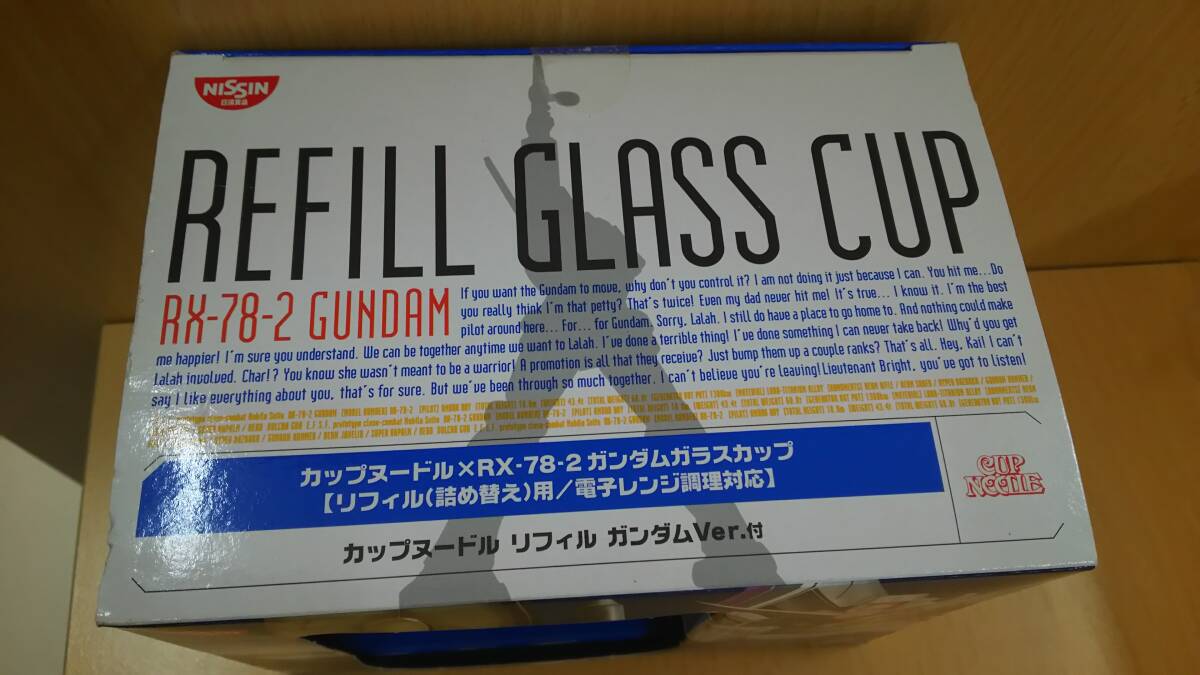 NISSIN
日清食品
REFILL GLASS CUP
RX-78-2 GUNDAM
If you want the Gundam to move, why don't you control it? I am not doing it just because I can. You hit me...Do
you really think I'm that petty? That's twice! Even my dad never hit me! It's true... I know it. I'm the best
pilot around here... For... for Gundam. Sorry, Lalah. I still do have a place to go home to. And nothing could make
me happier! I'm sure you understand. We can be together anytime we want to Lalah. I've done a terrible thing! I've done something I can never take back! Why'd you get
Lalah involved. Char!? You know she wasn't meant to be a warrior! A promotion is all that they receive? Just bump them up a couple ranks? That's all. Hey, Kai! I can't
say I like everything about you, that's for sure. But we've been through so much together. I can't believe you're leaving! Lieutenant Bright, you've got to listen!
カップヌードル×RX-78-2ガンダムガラスカップ
【リフィル(詰め替え)用/電子レンジ調理対応】
カップヌードル リフィル ガンダムVer.付
CUP
NOODLE